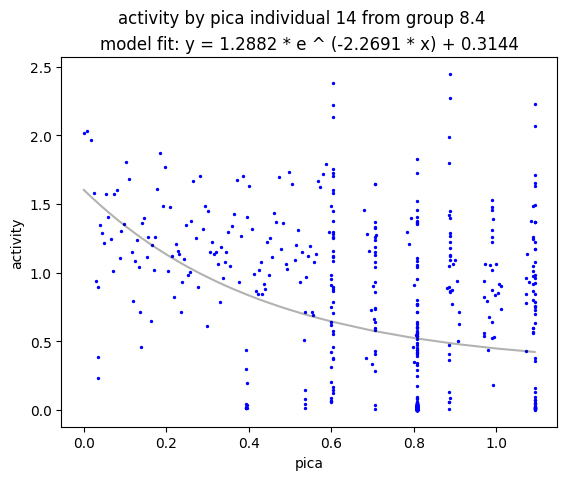 activity by pica individual 14 from group 8.4
model fit: y = 1.2882 * e ^ (-2.2691 * x) + 0.3144
2.5
2.0
1.5
1.0
0.5
0.0
activity
0.0 0.2 0.4 0.6 0.8 1.0
pica